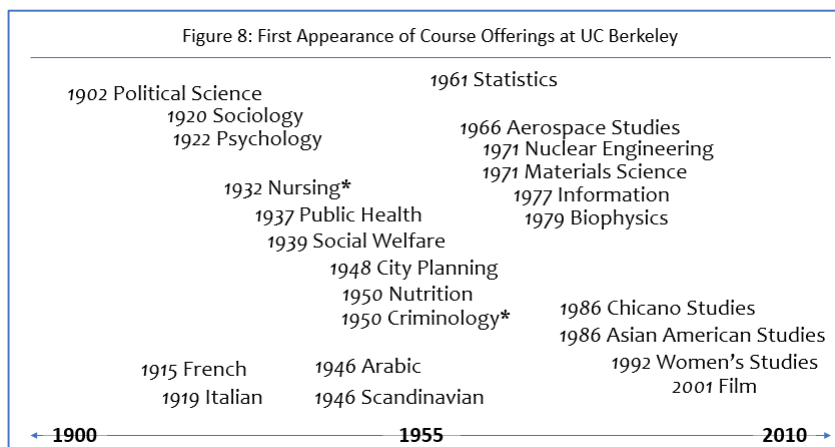 Figure 8: First Appearance of Course Offerings at UC Berkeley
1961 Statistics
1902 Political Science
1920 Sociology
1922 Psychology
1966 Aerospace Studies
1971 Nuclear Engineering
1971 Materials Science
1977 Information
1979 Biophysics
1932 Nursing*
1937 Public Health
1939 Social Welfare
1948 City Planning
1950 Nutrition
1950 Criminology*
1986 Chicano Studies
1986 Asian American Studies
1992 Women's Studies
2001 Film
1915 French
1919 Italian
1946 Arabic
1946 Scandinavian
1900 1955 2010